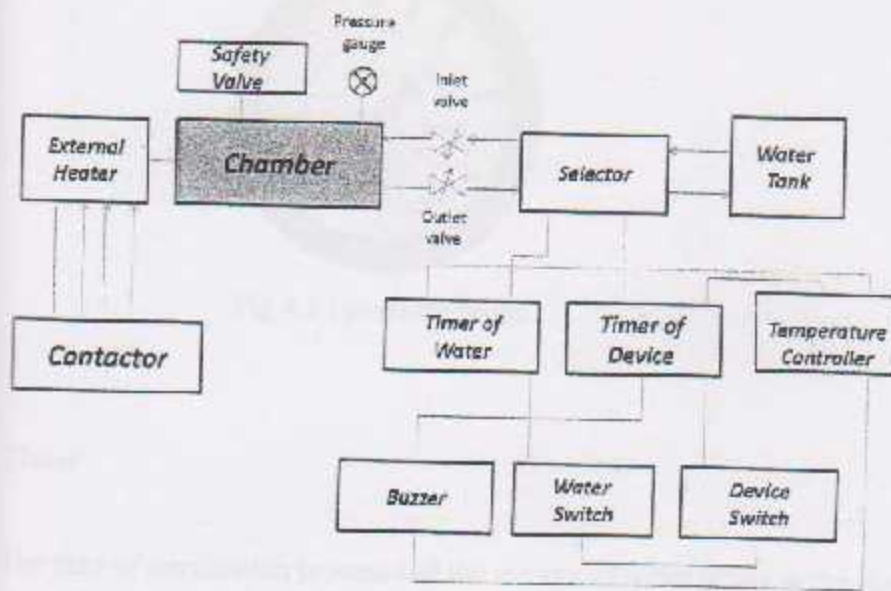 Pressure
gauge
Safety
Valve
Inlet
valve
External
Heater
Chamber
Selector
Water
Tank
Outlet
valve
Contactor
Timer of
Water
Timer of
Device
Temperature
Controller
Buzzer
Water
Switch
Device
Switch